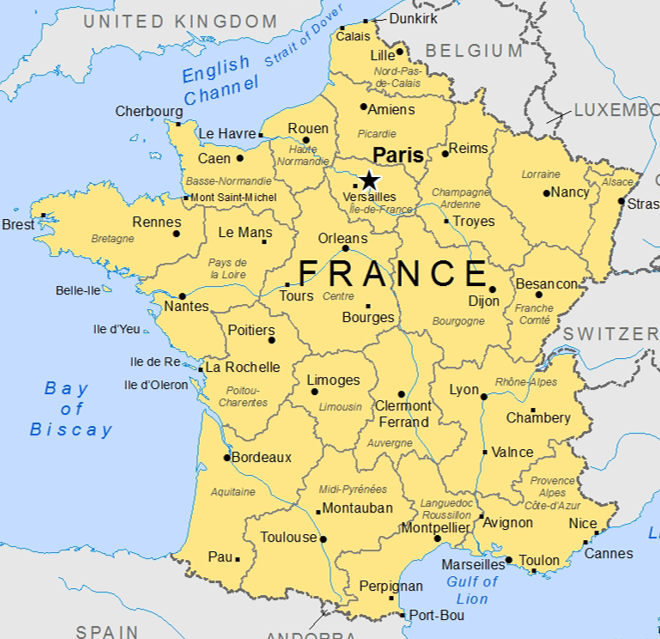 UNITED KINGDOM
Dunkirk
Strait of Dover
Calais
BELGIUM
Lille
English
Channel
Nord-Pas-
de-Calais
LUXEMBO
Amiens
Cherbourg
Le Havre
Rouen
Picardie
Paris
Reims
Haute
Normandie
Caen
Lorraine
Basse-Normandie
Alsace
Nancy
Versailles
Champagne
Ardenne
Mont Saint-Michel
Île-de-France
Stras
Brest
Rennes
Troyes
Le Mans
Bretagne
Orleans
Pays de
la Loire
FRANCE
Besancon
Belle-Ile
Tours
Centre
Dijon
Nantes
Bourges
Franche
Comté
Bourgogne
Ile d'Yeu
Poitiers
SWITZER
Ile de Re
La Rochelle
Ile d'Oleron
Limoges
Rhône-Alpes
Lyon
Bay
of
Biscay
Poitou-
Charentes
Limousin
Clermont
Ferrand
Chambery
Auvergne
Bordeaux
Valnce
Provence
Alpes
Côte-d'Azur
Aquitaine
Midi-Pyrénées
Languedoc
Roussillon
Montauban
Avignon
Nice
Montpellier
Toulouse
Cannes
Pau
Marseilles
Toulon
Gulf of
Lion
Perpignan
Port-Bou
SPAIN
ANDORRA